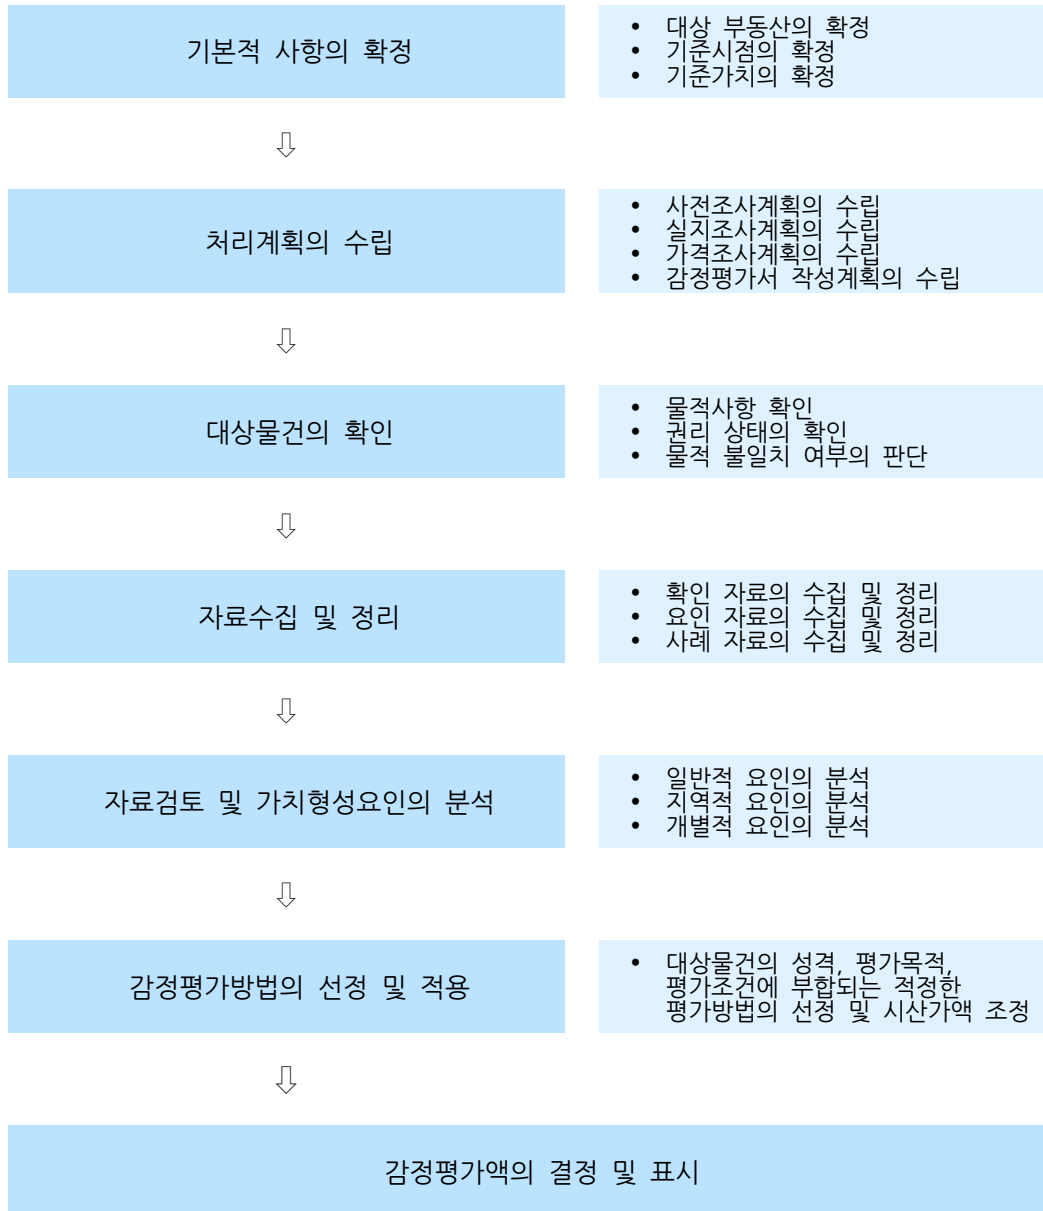 기본적 사항의 확정
• 대상 부동산의 확정
• 기준시점의 확정
• 기준가치의 확정
⇩
처리계획의 수립
• 사전조사계획의 수립
• 실지조사계획의 수립
• 가격조사계획의 수립
• 감정평가서 작성계획의 수립
⇩
대상물건의 확인
• 물적사항 확인
• 권리 상태의 확인
• 물적 불일치 여부의 판단
⇩
자료수집 및 정리
• 확인 자료의 수집 및 정리
• 요인 자료의 수집 및 정리
• 사례 자료의 수집 및 정리
⇩
자료검토 및 가치형성요인의 분석
• 일반적 요인의 분석
• 지역적 요인의 분석
• 개별적 요인의 분석
⇩
감정평가방법의 선정 및 적용
• 대상물건의 성격, 평가목적,
평가조건에 부합되는 적정한
평가방법의 선정 및 시산가액 조정
⇩
감정평가액의 결정 및 표시